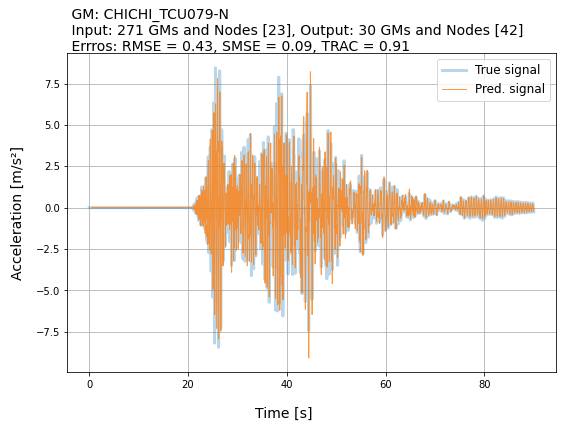 GM: CHICHI_TCU079-N
Input: 271 GMs and Nodes [23], Output: 30 GMs and Nodes [42]
Errros: RMSE = 0.43, SMSE = 0.09, TRAC = 0.91
True signal
Pred. signal
Acceleration [m/s²]
7.5
5.0
2.5
0.0
−2.5
−5.0
−7.5
0 20 40 60 80
Time [s]